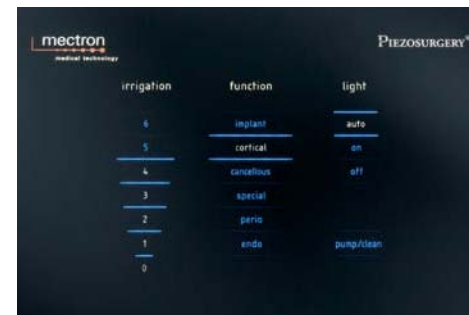 mectron
medical technology
PIEZOSURGERY®
irrigation function light
6 implant auto
5 cortical on
4 cancellous off
3 special
2 perio
1 endo pump/clean
0